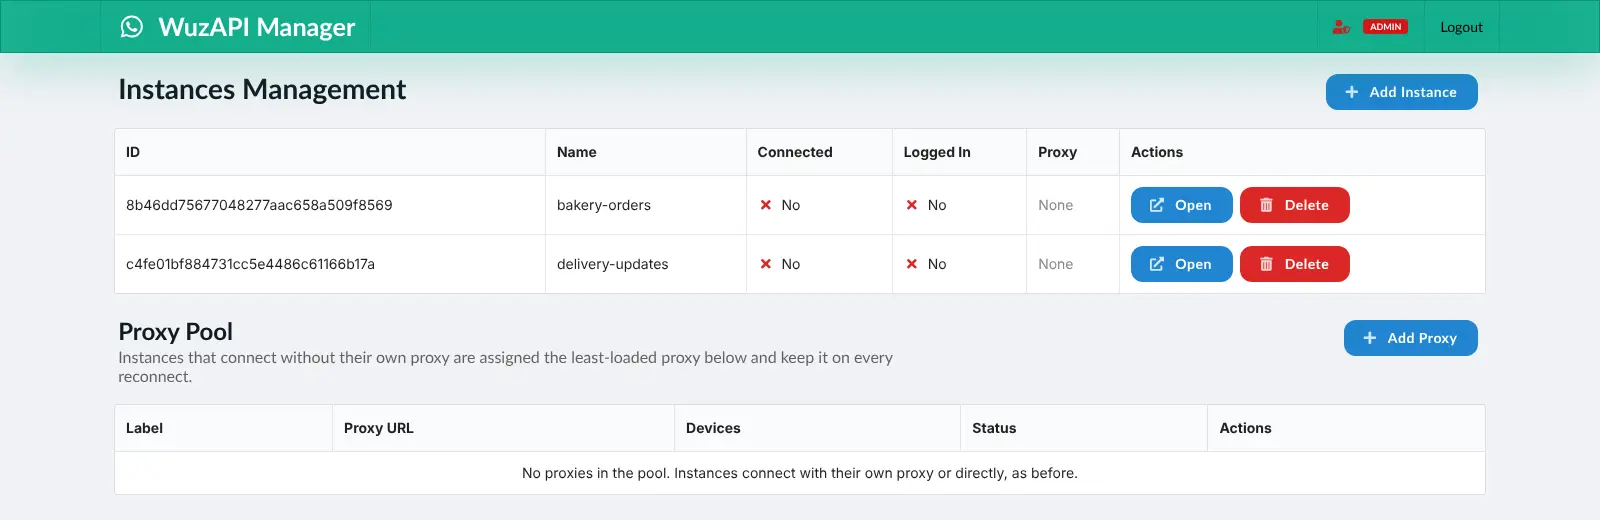 WuzAPI Manager
ADMIN
Logout
Instances Management
Add Instance
ID Name Connected Logged In Proxy Actions
8b46dd75677048277aac658a509f8569 bakery-orders No No None Open Delete
c4fe01bf884731cc5e4486c61166b17a delivery-updates No No None Open Delete
Proxy Pool
Add Proxy
Instances that connect without their own proxy are assigned the least-loaded proxy below and keep it on every
reconnect.
Label Proxy URL Devices Status Actions
No proxies in the pool. Instances connect with their own proxy or directly, as before.